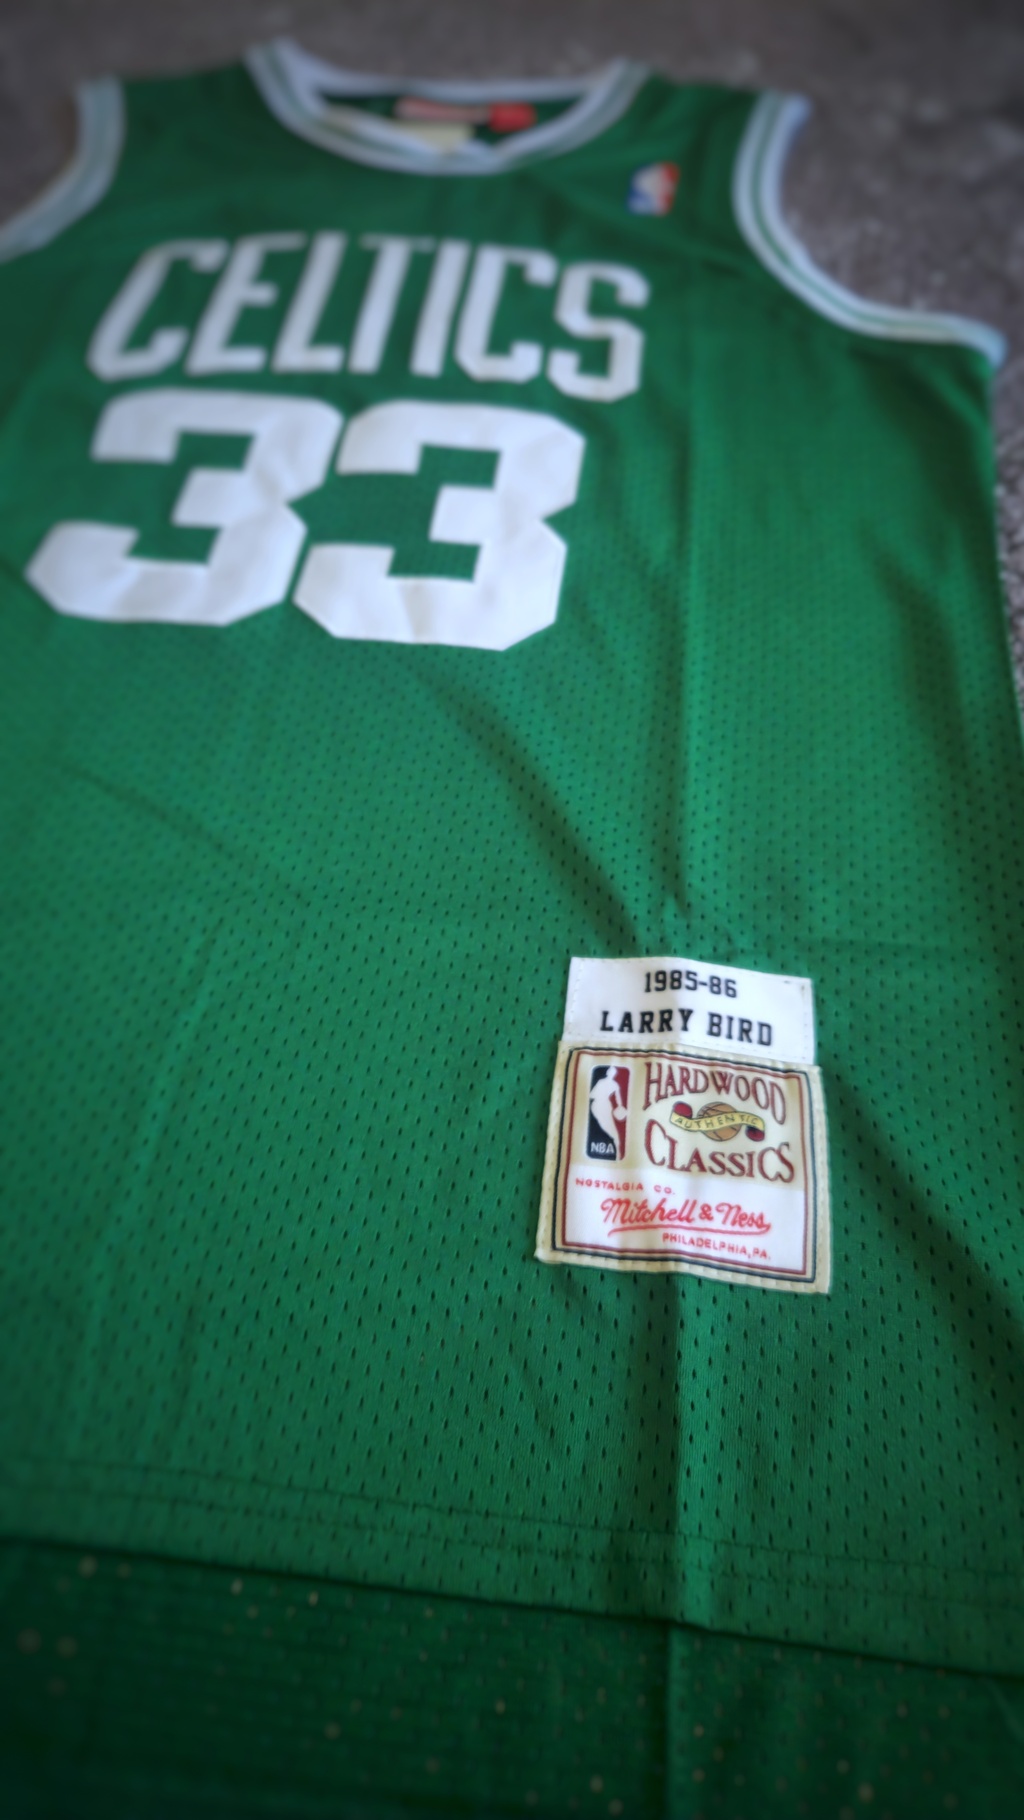 CELTICS
33
1985-86
LARRY BIRD
HARDWOOD
AUTHENTIC
CLASSICS
NBA
NOSTALGIA CO.
Mitchell & Ness
PHILADELPHIA, PA.